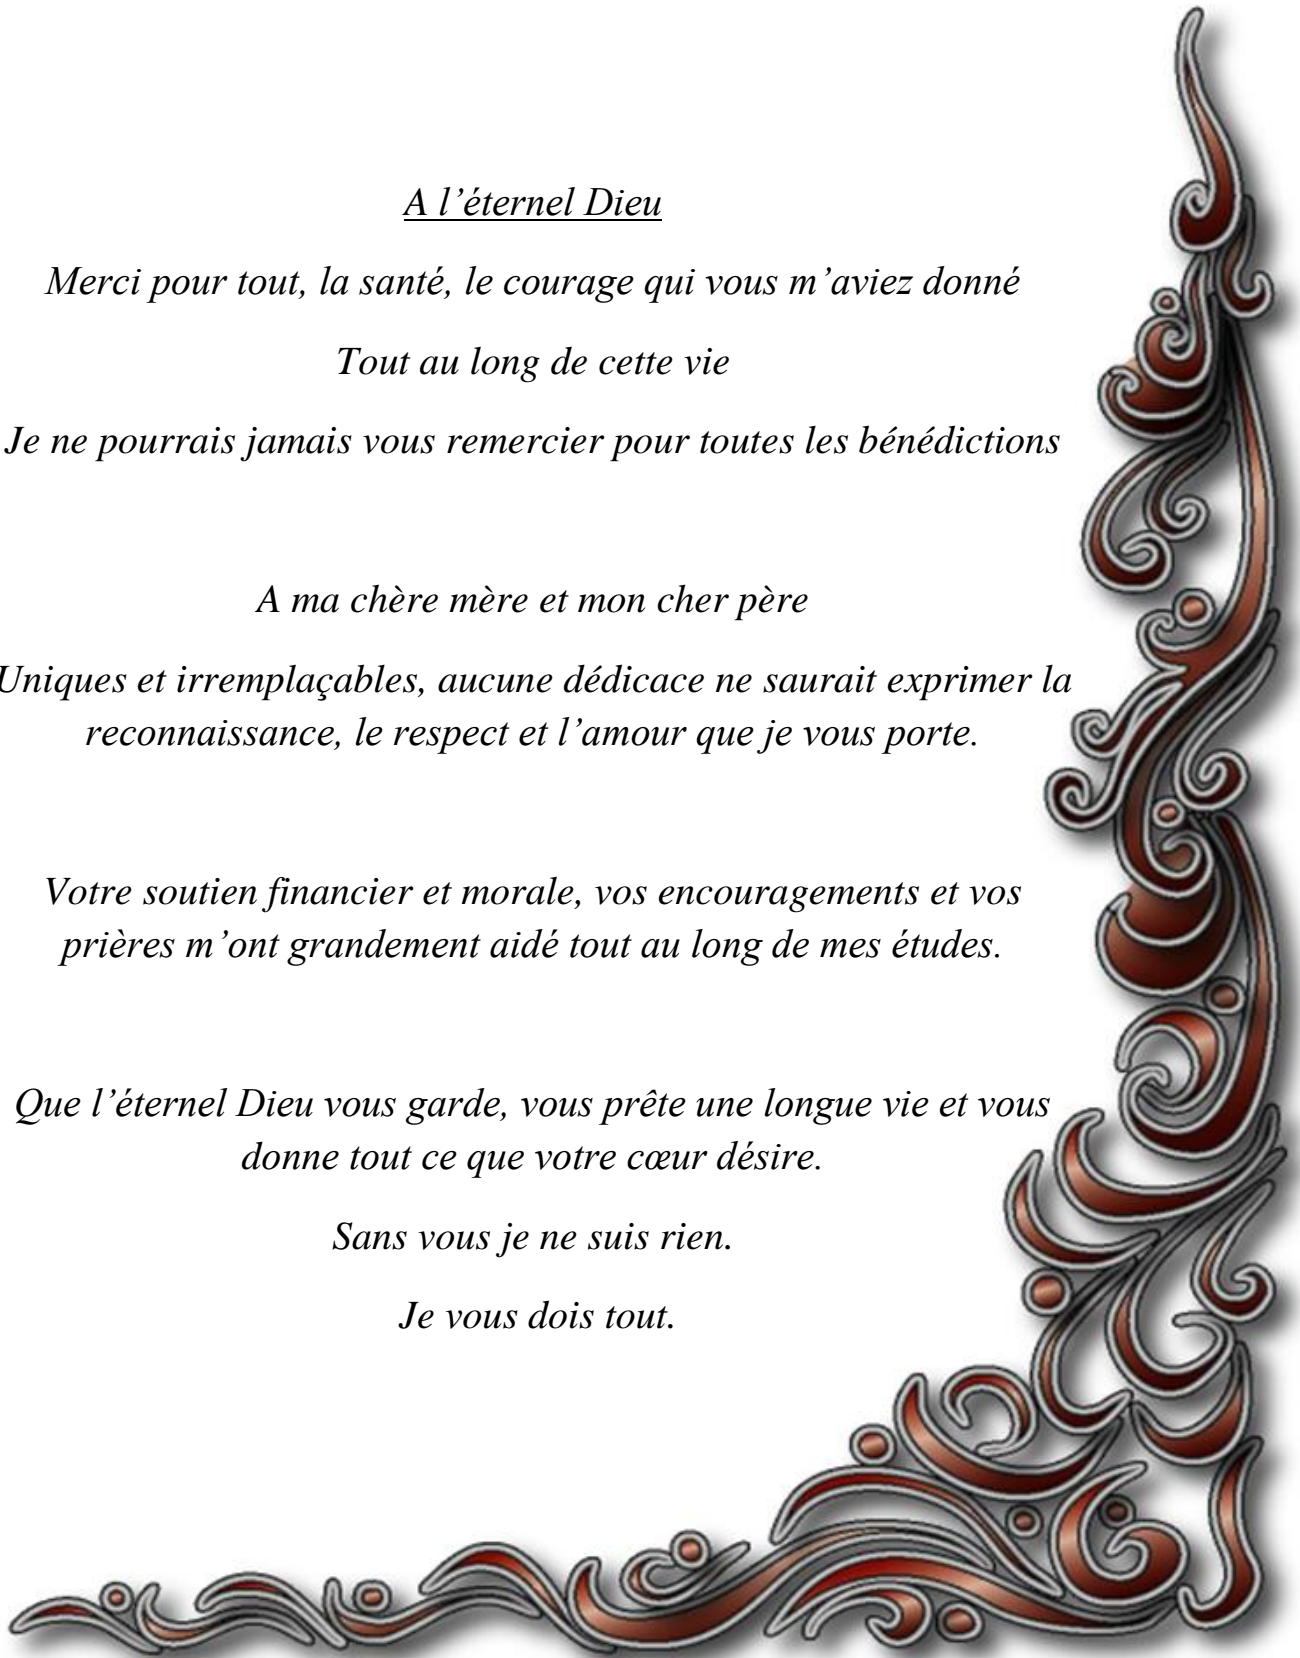 A l’éternel Dieu
Merci pour tout, la santé, le courage qui vous m’aviez donné
Tout au long de cette vie
Je ne pourrais jamais vous remercier pour toutes les bénédictions
A ma chère mère et mon cher père
Uniques et irremplaçables, aucune dédicace ne saurait exprimer la
reconnaissance, le respect et l’amour que je vous porte.
Votre soutien financier et morale, vos encouragements et vos
prières m’ont grandement aidé tout au long de mes études.
Que l’éternel Dieu vous garde, vous prête une longue vie et vous
donne tout ce que votre cœur désire.
Sans vous je ne suis rien.
Je vous dois tout.